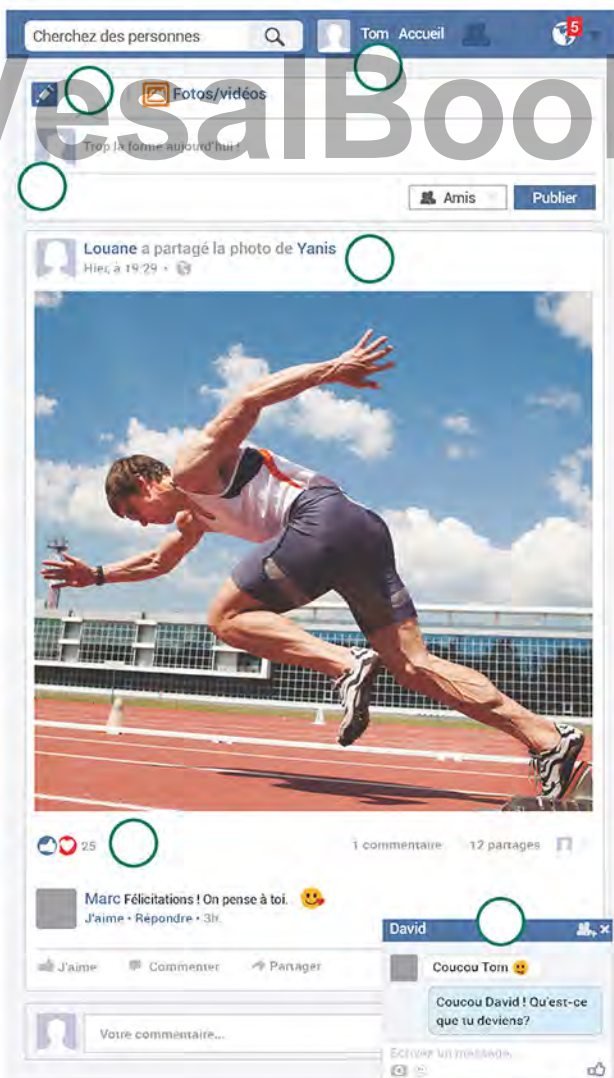 Cherchez des personnes
Tom Accueil
5
Fotos/vidéos
VesalBoo
Trop la forme aujourd'hui !
Amis
Publier
Louane a partagé la photo de Yanis
Hier, à 19:29
25
1 commentaire 12 partages
Marc Félicitations ! On pense à toi.
J'aime • Répondre • 3h.
J'aime Commenter Partager
Votre commentaire...
David
Coucou Tom
Coucou David ! Qu'est-ce
que tu deviens?
Ecrivez un message...